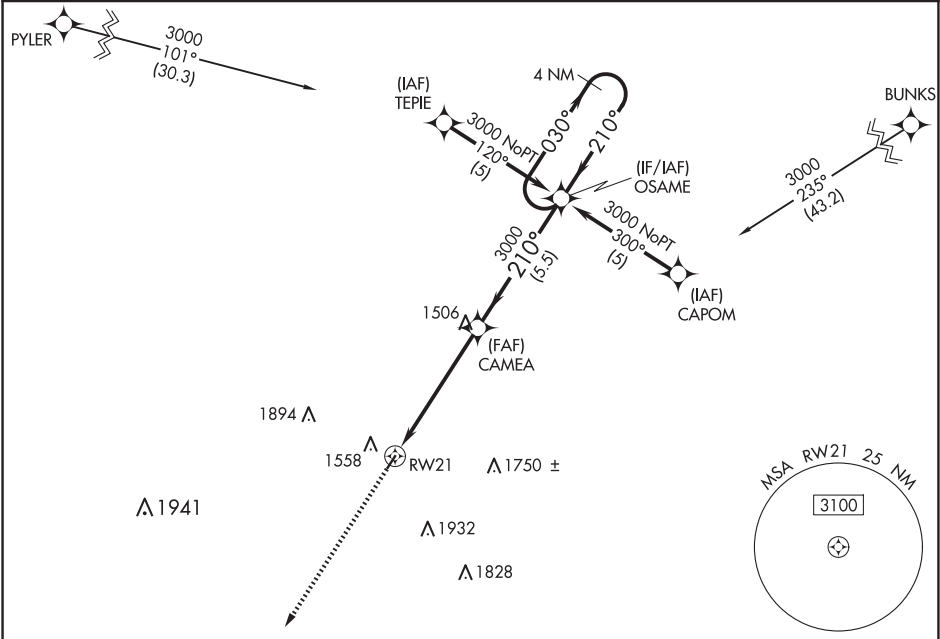 PYLER
3000
101°
(30.3)
(IAF)
TEPIE
3000 NoPT
120°
(5)
4 NM
030°
210°
(IF/IAF)
OSAME
BUNKS
3000
235°
(43.2)
3000 NoPT
300°
(5)
(IAF)
CAPOM
3000
210°
(5.5)
1506
(FAF)
CAMEA
1894
1558
RW21
1750 ±
1941
1932
1828
MSA RW21 25 NM
3100